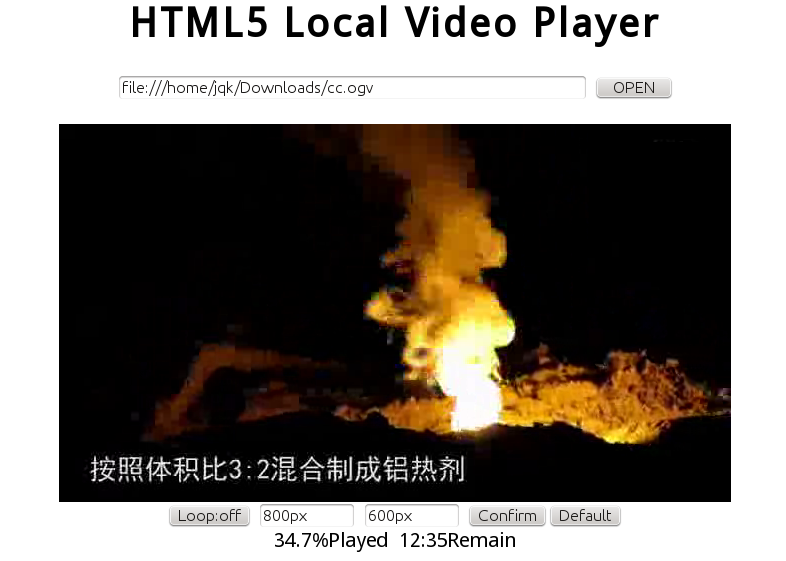 HTML5 Local Video Player
file:///home/jqk/Downloads/cc.ogv OPEN
按照体积比3:2混合制成铝热剂
Loop:off 800px 600px Confirm Default
34.7%Played 12:35Remain